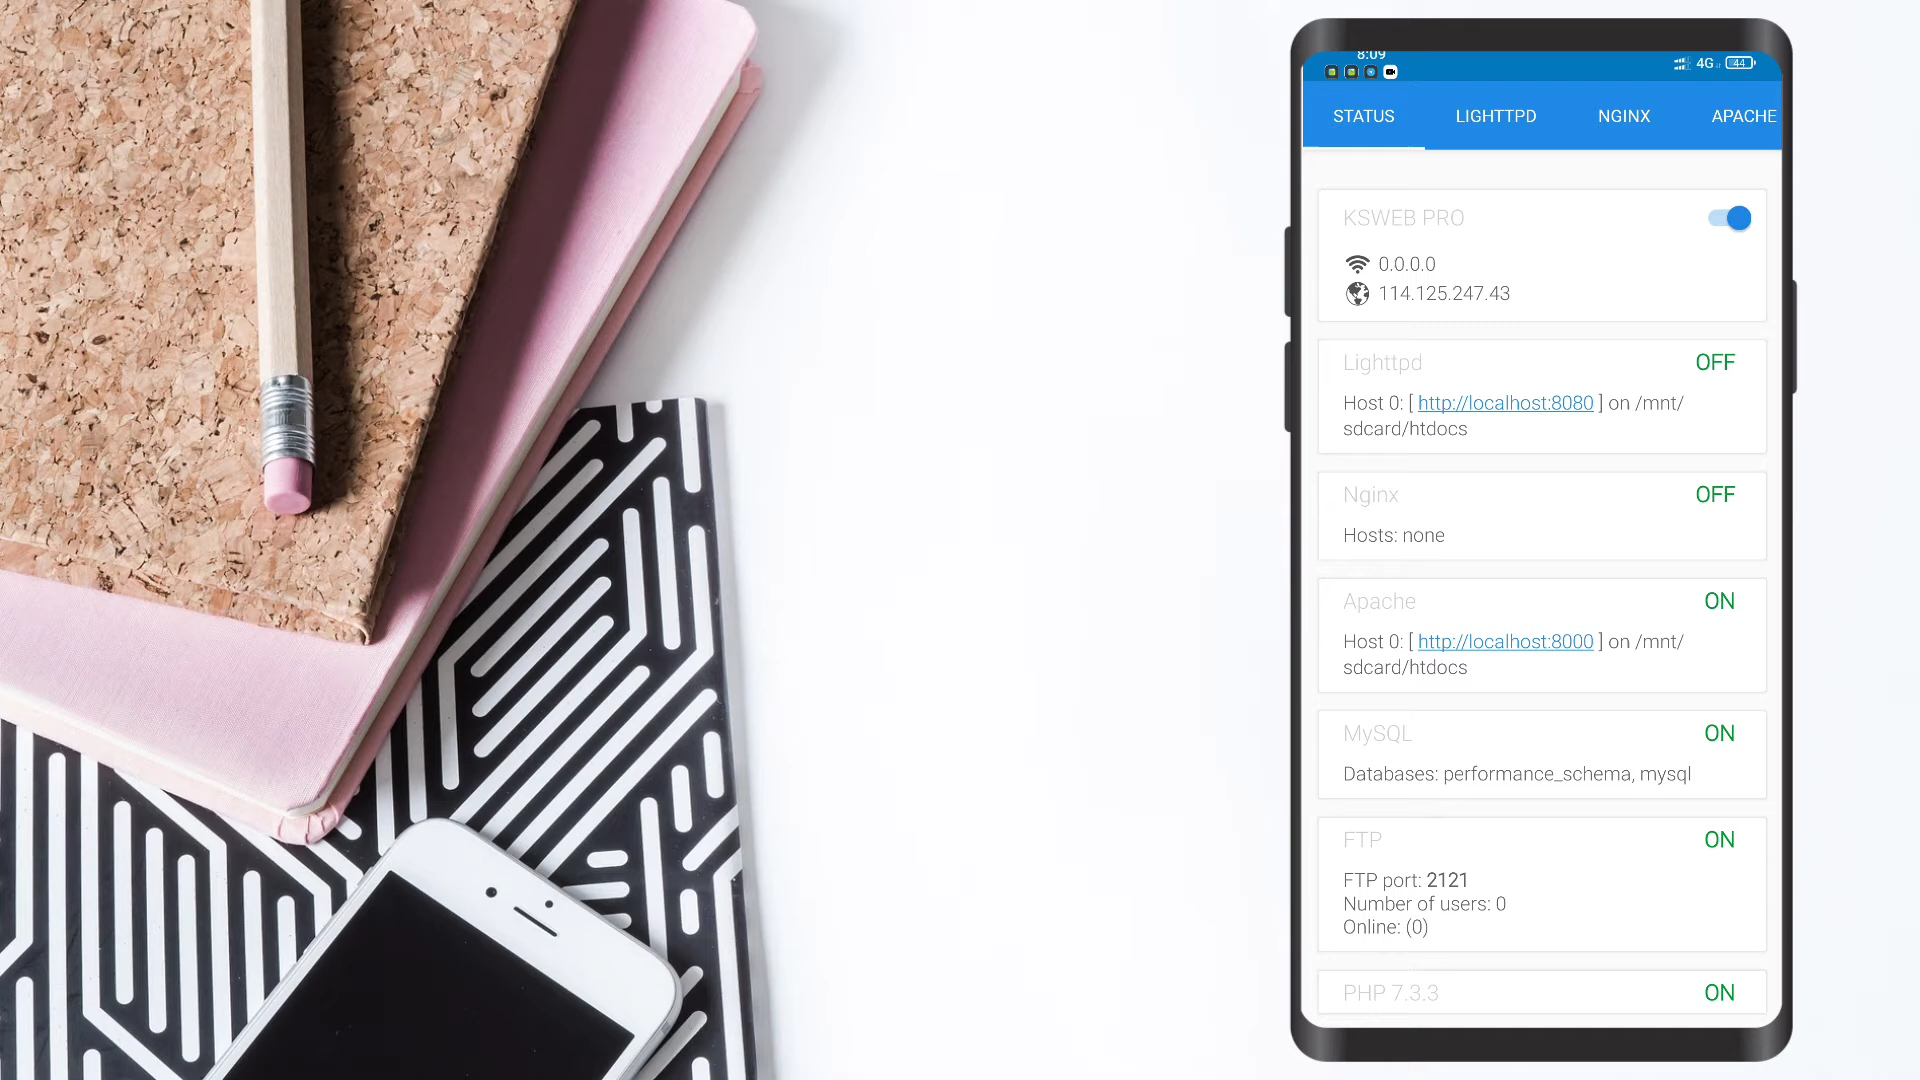 8:09
4G 44
STATUS LIGHTTPD NGINX APACHE
KSWEB PRO
0.0.0.0
114.125.247.43
Lighttpd OFF
Host 0: [ http://localhost:8080 ] on /mnt/
sdcard/htdocs
Nginx OFF
Hosts: none
Apache ON
Host 0: [ http://localhost:8000 ] on /mnt/
sdcard/htdocs
MySQL ON
Databases: performance_schema, mysql
FTP ON
FTP port: 2121
Number of users: 0
Online: (0)
PHP 7.3.3 ON